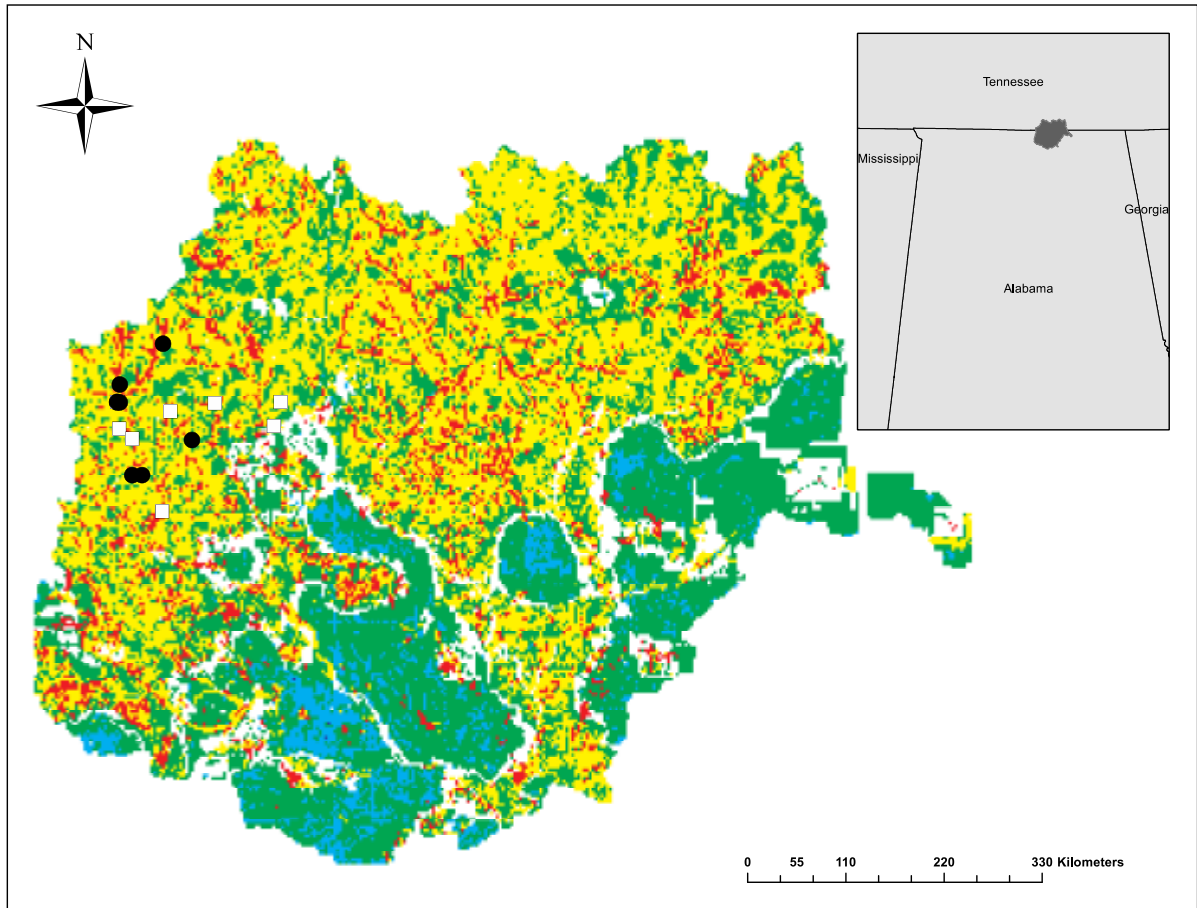 N
Tennessee
Mississippi
Georgia
Alabama
0 55 110 220 330 Kilometers